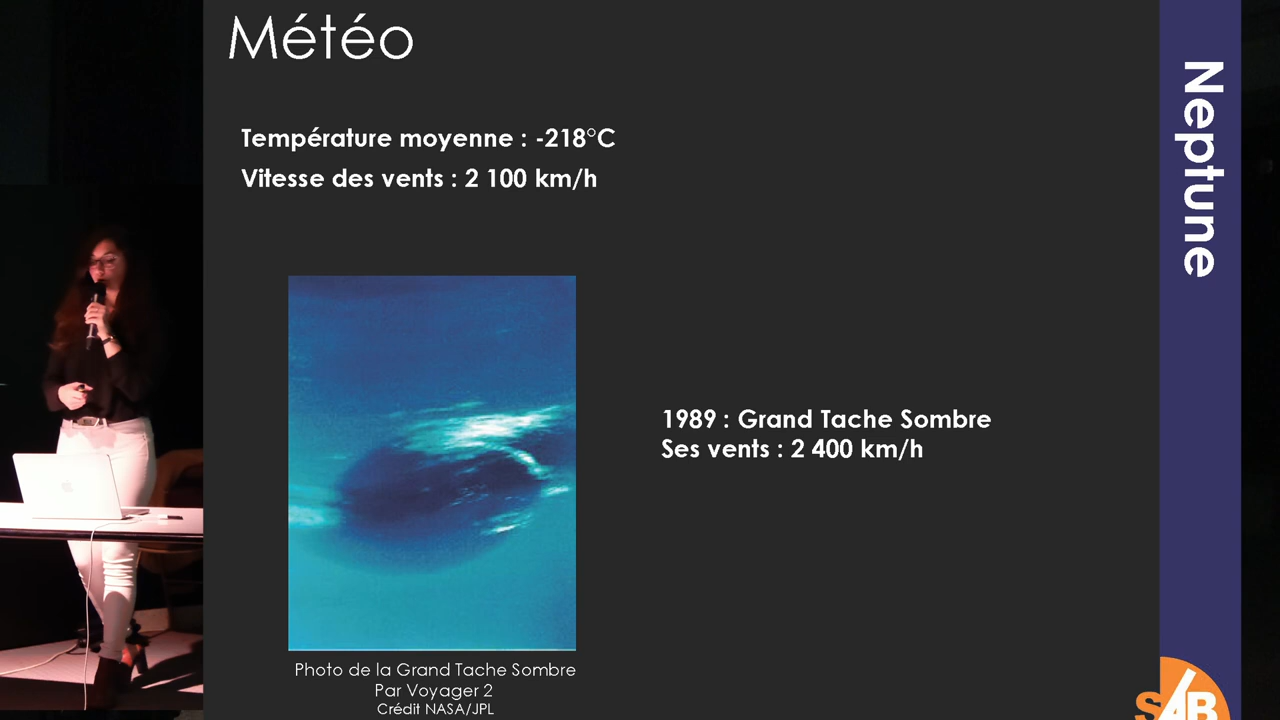 Météo
Température moyenne : -218°C
Vitesse des vents : 2 100 km/h
1989 : Grand Tache Sombre
Ses vents : 2 400 km/h
Photo de la Grand Tache Sombre
Par Voyager 2
Crédit NASA/JPL
Neptune
SAB